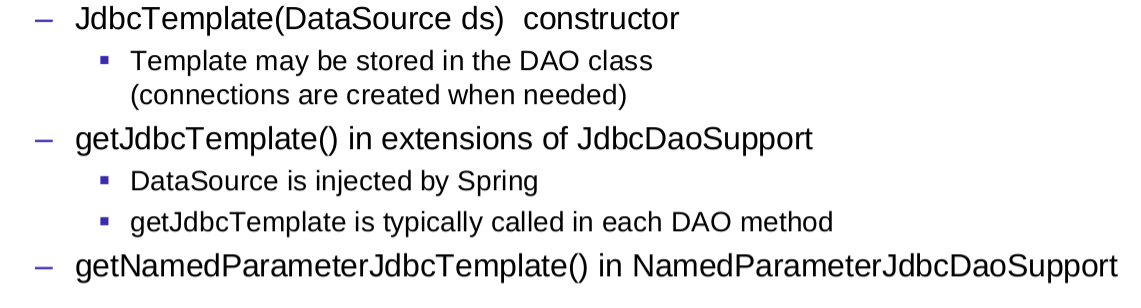 – JdbcTemplate(DataSource ds) constructor
▪ Template may be stored in the DAO class
(connections are created when needed)
– getJdbcTemplate() in extensions of JdbcDaoSupport
▪ DataSource is injected by Spring
▪ getJdbcTemplate is typically called in each DAO method
– getNamedParameterJdbcTemplate() in NamedParameterJdbcDaoSupport